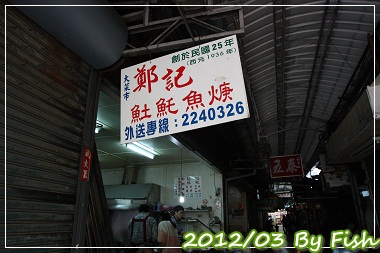 創於民國25年
(西元1936年)
大菜市
鄭記
土魠魚焿
外送專線：2240326
2012/03 By Fish